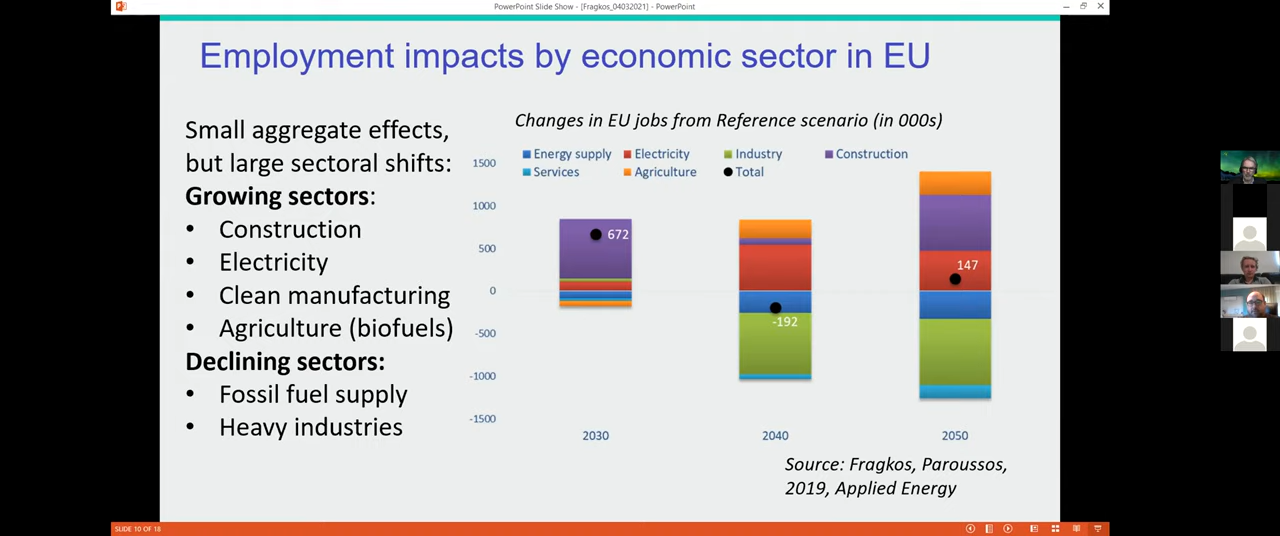 PowerPoint Slide Show - [Fragkos_04032021] - PowerPoint
Employment impacts by economic sector in EU
Small aggregate effects,
but large sectoral shifts:
Growing sectors:
• Construction
• Electricity
• Clean manufacturing
• Agriculture (biofuels)
Declining sectors:
• Fossil fuel supply
• Heavy industries
Changes in EU jobs from Reference scenario (in 000s)
Energy supply Electricity Industry Construction
Services Agriculture Total
1500
1000
500
0
-500
-1000
-1500
672
-192
147
2030 2040 2050
Source: Fragkos, Paroussos,
2019, Applied Energy
SLIDE 10 OF 18